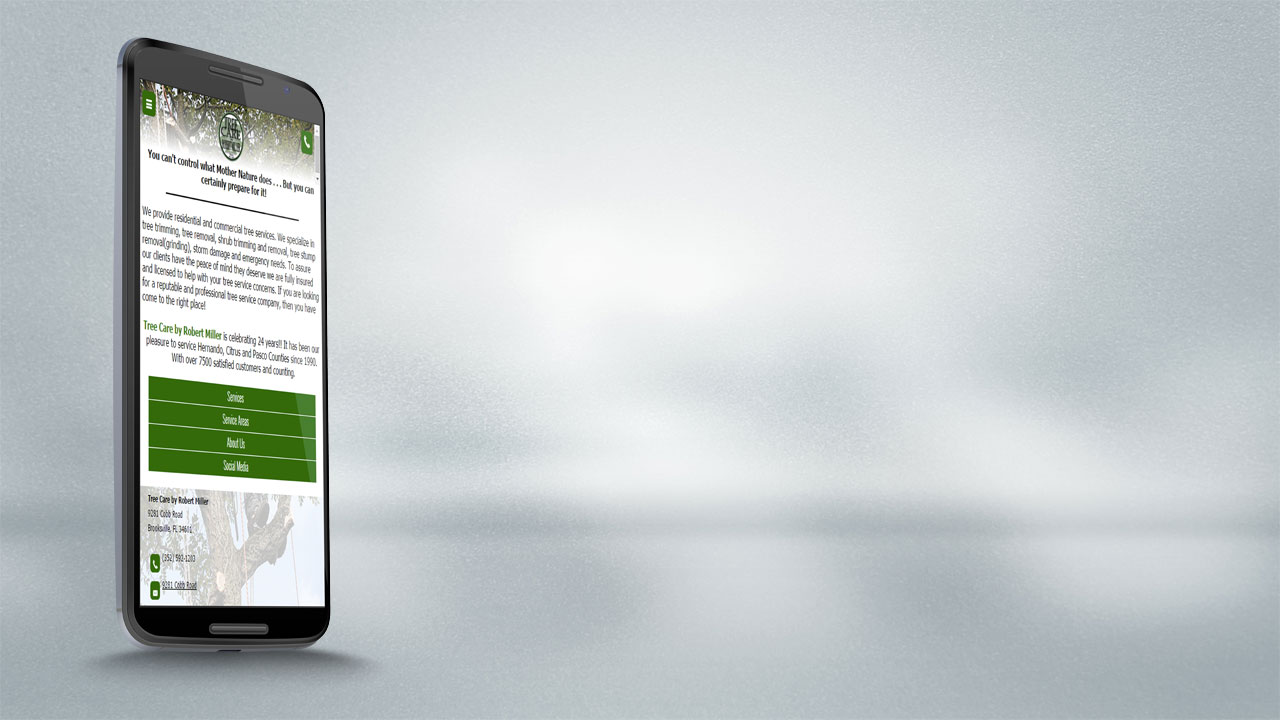 You can't control what Mother Nature does . . . But you can
certainly prepare for it!
We provide residential and commercial tree services. We specialize in
tree trimming, tree removal, shrub trimming and removal, tree stump
removal(grinding), storm damage and emergency needs. To assure
our clients have the peace of mind they deserve we are fully insured
and licensed to help with your tree service concerns. If you are looking
for a reputable and professional tree service company, then you have
come to the right place!
Tree Care by Robert Miller is celebrating 24 years!! It has been our
pleasure to service Hernando, Citrus and Pasco Counties since 1990.
With over 7500 satisfied customers and counting.
Services
Service Areas
About Us
Social Media
Tree Care by Robert Miller
9281 Cobb Road
Brooksville, FL 34601
(352) 592-1203
9281 Cobb Road